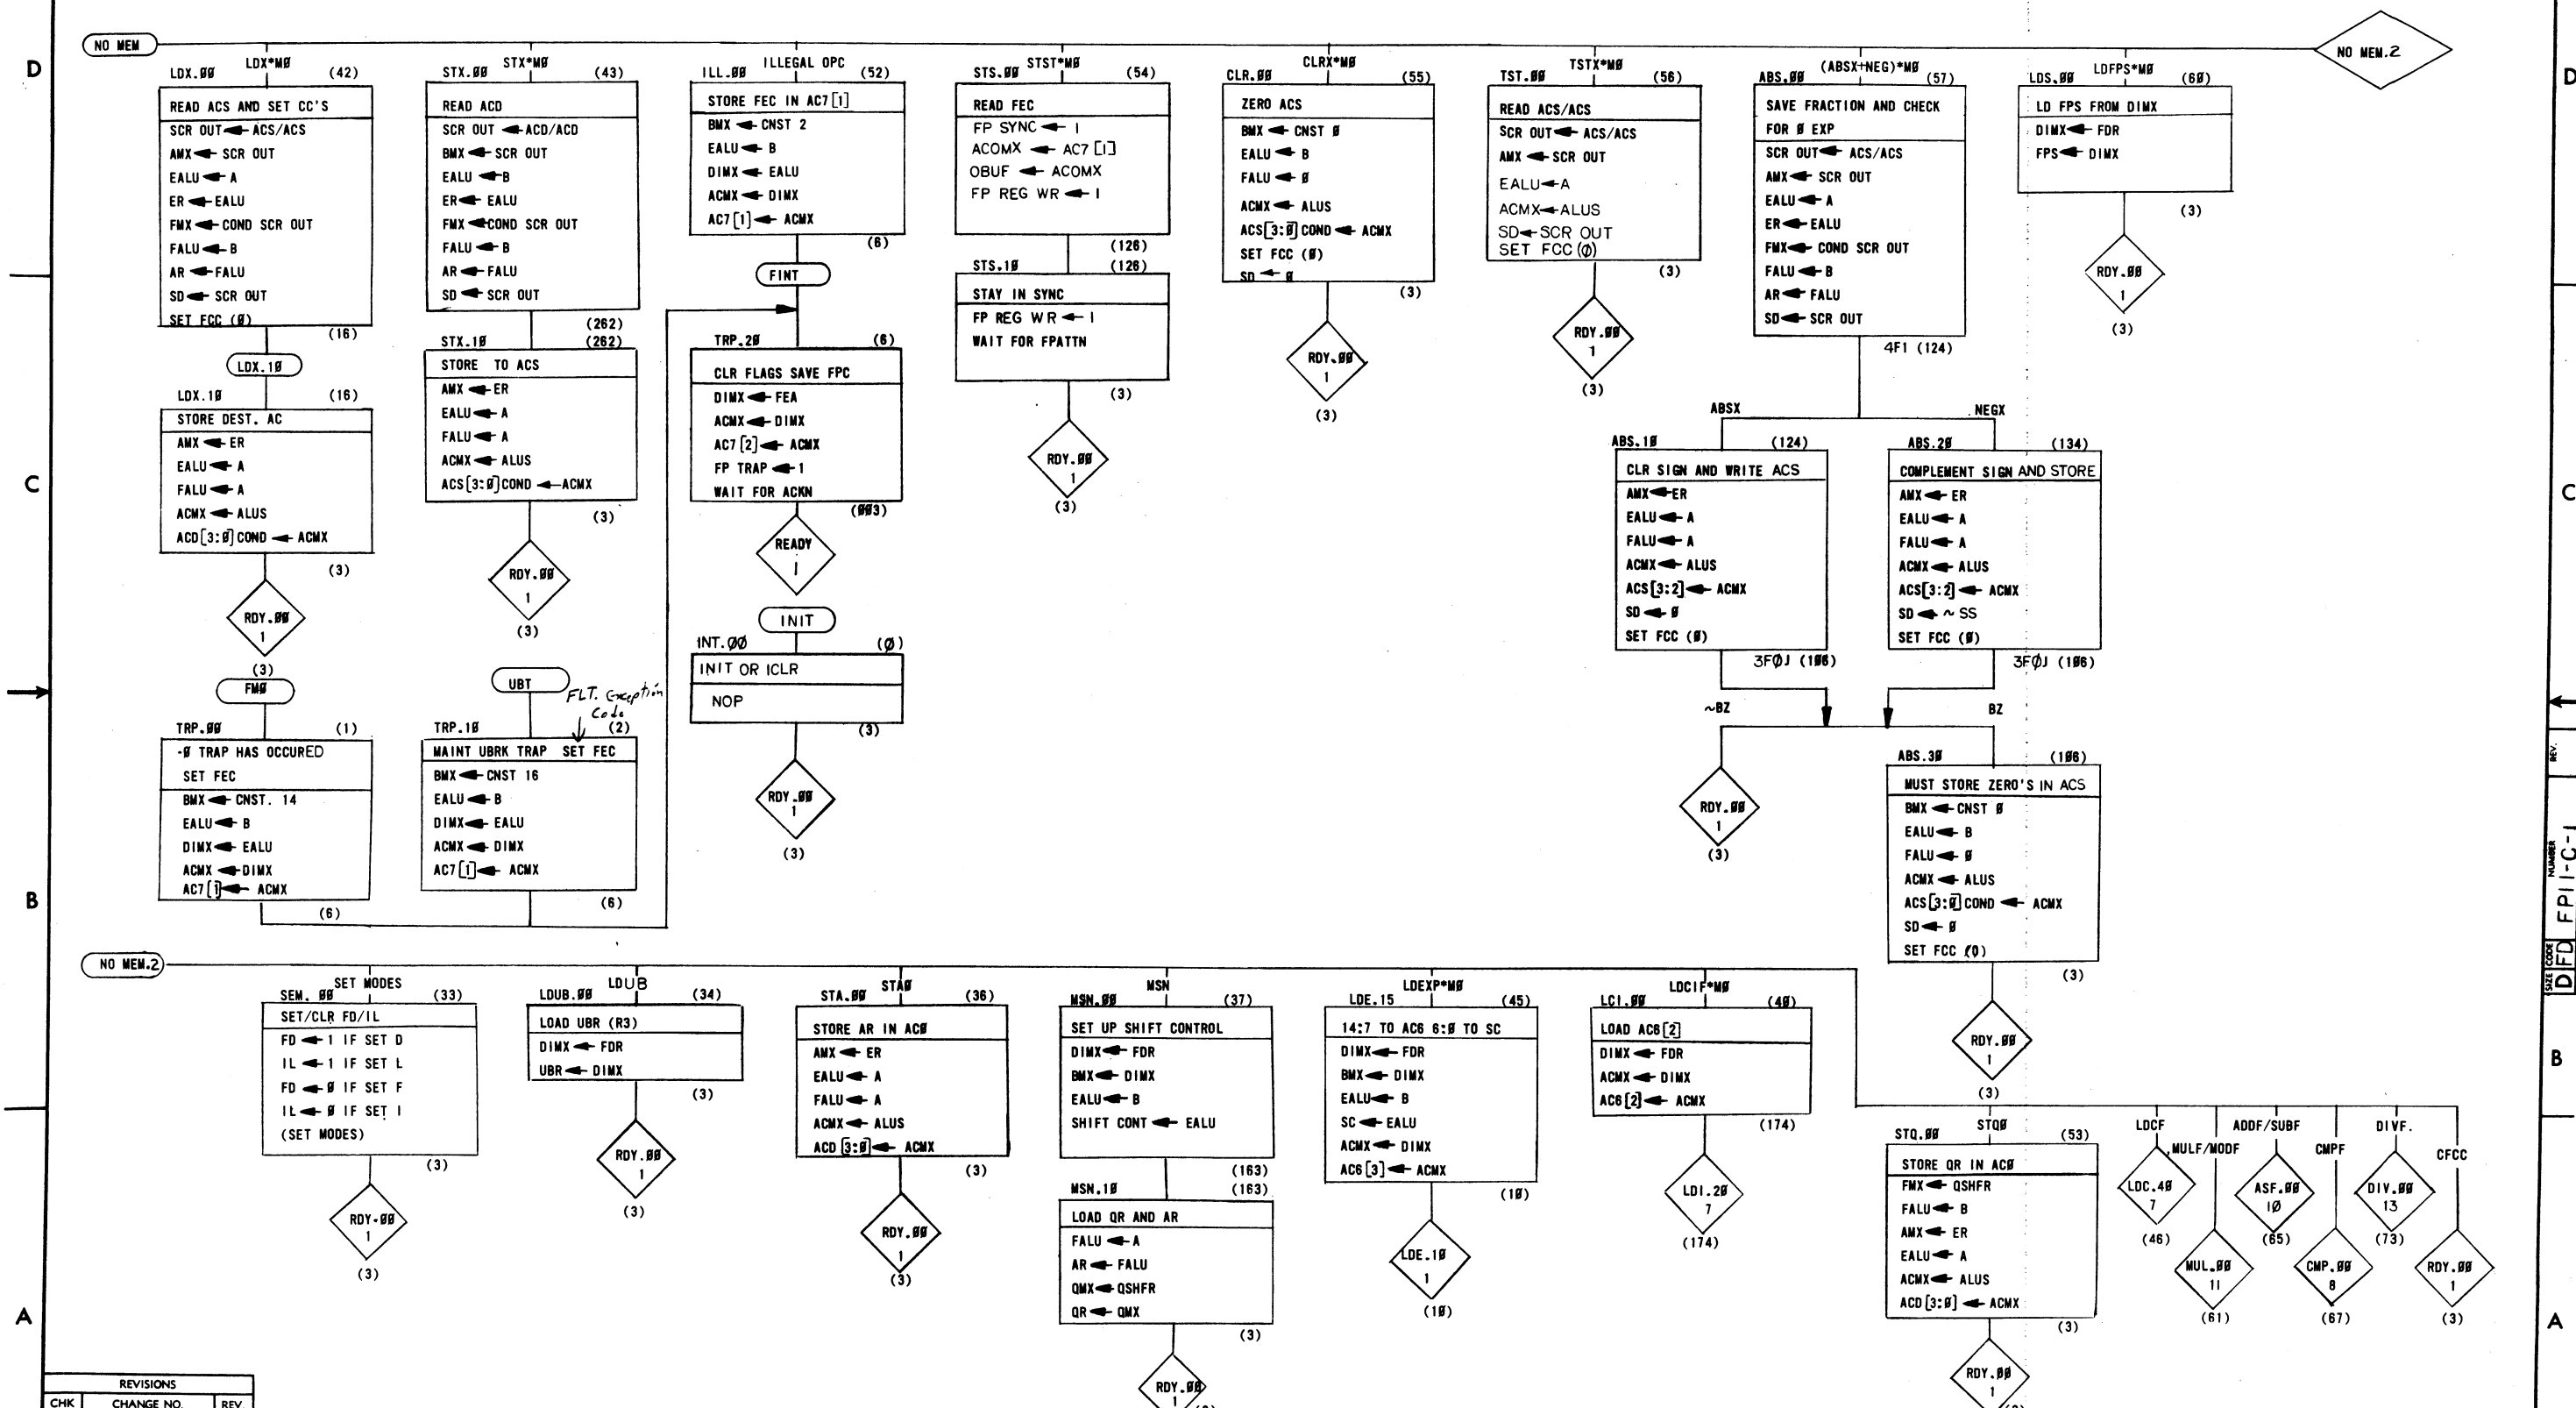 D
NO MEM
NO MEM.2
D
LDX*MØ
LDX.ØØ (42)
READ ACS AND SET CC'S
SCR OUT ← ACS/ACS
AMX ← SCR OUT
EALU ← A
ER ← EALU
FMX ← COND SCR OUT
FALU ← B
AR ← FALU
SD ← SCR OUT
SET FCC (Ø)
(16)
LDX.1Ø
LDX.1Ø (16)
STORE DEST. AC
AMX ← ER
EALU ← A
FALU ← A
ACMX ← ALUS
ACD[3:Ø]COND ← ACMX
(3)
RDY.ØØ
1
(3)
FMØ
TRP.ØØ (1)
-Ø TRAP HAS OCCURED
SET FEC
BMX ← CNST. 14
EALU ← B
DIMX ← EALU
ACMX ← DIMX
AC7[1] ← ACMX
(6)
STX*MØ
STX.ØØ (43)
READ ACD
SCR OUT ← ACD/ACD
BMX ← SCR OUT
EALU ← B
ER ← EALU
FMX ← COND SCR OUT
FALU ← B
AR ← FALU
SD ← SCR OUT
(262)
STX.1Ø (262)
STORE TO ACS
AMX ← ER
EALU ← A
FALU ← A
ACMX ← ALUS
ACS[3:Ø]COND ← ACMX
(3)
RDY.ØØ
1
(3)
UBT
FLT. Exception
Code
TRP.1Ø (2)
MAINT UBRK TRAP SET FEC
BMX ← CNST 16
EALU ← B
DIMX ← EALU
ACMX ← DIMX
AC7[1] ← ACMX
(6)
ILLEGAL OPC
ILL.ØØ (52)
STORE FEC IN AC7[1]
BMX ← CNST 2
EALU ← B
DIMX ← EALU
ACMX ← DIMX
AC7[1] ← ACMX
(6)
FINT
TRP.2Ø (6)
CLR FLAGS SAVE FPC
DIMX ← FEA
ACMX ← DIMX
AC7[2] ← ACMX
FP TRAP ← 1
WAIT FOR ACKN
(ØØ3)
READY
1
INIT
INT.ØØ (Ø)
INIT OR ICLR
NOP
(3)
RDY.ØØ
1
(3)
STST*MØ
STS.ØØ (54)
READ FEC
FP SYNC ← 1
ACOMX ← AC7[1]
OBUF ← ACOMX
FP REG WR ← 1
(126)
STS.1Ø (126)
STAY IN SYNC
FP REG WR ← 1
WAIT FOR FPATTN
(3)
RDY.ØØ
1
(3)
CLRX*MØ
CLR.ØØ (55)
ZERO ACS
BMX ← CNST Ø
EALU ← B
FALU ← Ø
ACMX ← ALUS
ACS[3:Ø]COND ← ACMX
SET FCC (Ø)
SD ← Ø
(3)
RDY.ØØ
1
(3)
TSTX*MØ
TST.ØØ (56)
READ ACS/ACS
SCR OUT ← ACS/ACS
AMX ← SCR OUT
EALU ← A
ACMX ← ALUS
SD ← SCR OUT
SET FCC (Ø)
(3)
RDY.ØØ
1
(3)
(ABSX+NEG)*MØ
ABS.ØØ (57)
SAVE FRACTION AND CHECK
FOR Ø EXP
SCR OUT ← ACS/ACS
AMX ← SCR OUT
EALU ← A
ER ← EALU
FMX ← COND SCR OUT
FALU ← B
AR ← FALU
SD ← SCR OUT
4F1 (124)
ABSX
NEGX
ABS.1Ø (124)
CLR SIGN AND WRITE ACS
AMX ← ER
EALU ← A
FALU ← A
ACMX ← ALUS
ACS[3:2] ← ACMX
SD ← Ø
SET FCC (Ø)
3FØJ (1Ø6)
ABS.2Ø (134)
COMPLEMENT SIGN AND STORE
AMX ← ER
EALU ← A
FALU ← A
ACMX ← ALUS
ACS[3:2] ← ACMX
SD ← ~ SS
SET FCC (Ø)
3FØJ (1Ø6)
~BZ
BZ
RDY.ØØ
1
(3)
ABS.3Ø (1Ø6)
MUST STORE ZERO'S IN ACS
BMX ← CNST Ø
EALU ← B
FALU ← Ø
ACMX ← ALUS
ACS[3:Ø]COND ← ACMX
SD ← Ø
SET FCC (0)
(3)
RDY.ØØ
1
(3)
LDFPS*MØ
LDS.ØØ (6Ø)
LD FPS FROM DIMX
DIMX ← FDR
FPS ← DIMX
(3)
RDY.ØØ
1
(3)
C
C
B
B
NO MEM.2
SET MODES
SEM. ØØ (33)
SET/CLR FD/IL
FD ← 1 IF SET D
IL ← 1 IF SET L
FD ← Ø IF SET F
IL ← Ø IF SET I
(SET MODES)
(3)
RDY.ØØ
1
(3)
LDUB
LDUB.ØØ (34)
LOAD UBR (R3)
DIMX ← FDR
UBR ← DIMX
(3)
RDY.ØØ
1
(3)
STAØ
STA.ØØ (36)
STORE AR IN ACØ
AMX ← ER
EALU ← A
FALU ← A
ACMX ← ALUS
ACD [3:Ø] ← ACMX
(3)
RDY.ØØ
1
(3)
MSN
MSN.ØØ (37)
SET UP SHIFT CONTROL
DIMX ← FDR
BMX ← DIMX
EALU ← B
SHIFT CONT ← EALU
(163)
MSN.1Ø (163)
LOAD QR AND AR
FALU ← A
AR ← FALU
QMX ← QSHFR
QR ← QMX
(3)
RDY.ØØ
1
LDEXP*MØ
LDE.15 (45)
14:7 TO AC6 6:Ø TO SC
DIMX ← FDR
BMX ← DIMX
EALU ← B
SC ← EALU
ACMX ← DIMX
AC6[3] ← ACMX
(1Ø)
LDE.1Ø
1
(1Ø)
LDCIF*MØ
LCI.ØØ (4Ø)
LOAD AC6[2]
DIMX ← FDR
ACMX ← DIMX
AC6[2] ← ACMX
(174)
LDI.2Ø
7
(174)
STQØ
STQ.ØØ (53)
STORE QR IN ACØ
FMX ← QSHFR
FALU ← B
AMX ← ER
EALU ← A
ACMX ← ALUS
ACD[3:Ø] ← ACMX
(3)
RDY.ØØ
1
LDCF
LDC.4Ø
7
(46)
MULF/MODF
MUL.ØØ
11
(61)
ADDF/SUBF
ASF.ØØ
1Ø
(65)
CMPF
CMP.ØØ
8
(67)
DIVF.
DIV.ØØ
13
(73)
CFCC
RDY.ØØ
1
(3)
A
A
REVISIONS
CHK CHANGE NO. REV.
REV.
NUMBER
FP11-C-1
SIZE CODE
D FD